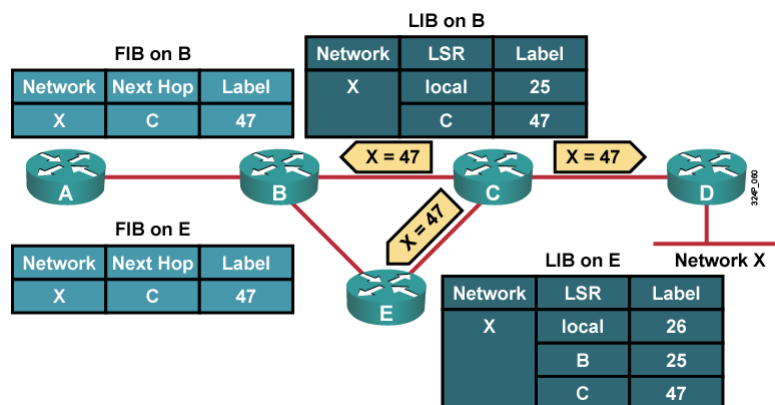 LIB on B
FIB on B
Network LSR Label
X local 25
C 47
Network Next Hop Label
X C 47
X = 47
X = 47
A
B
C
D
324P_060
X = 47
FIB on E
Network Next Hop Label
X C 47
E
Network X
LIB on E
Network LSR Label
X local 26
B 25
C 47